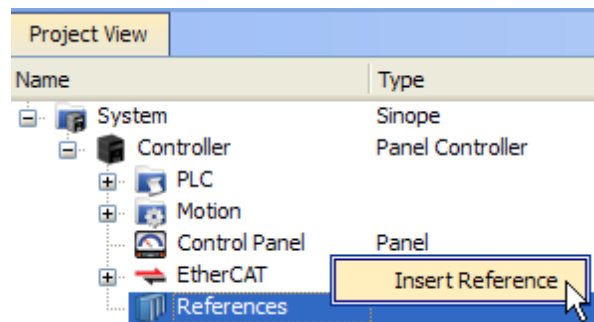 Project View
Name Type
System Sinope
Controller Panel Controller
PLC
Motion
Control Panel Panel
EtherCAT Insert Reference
References